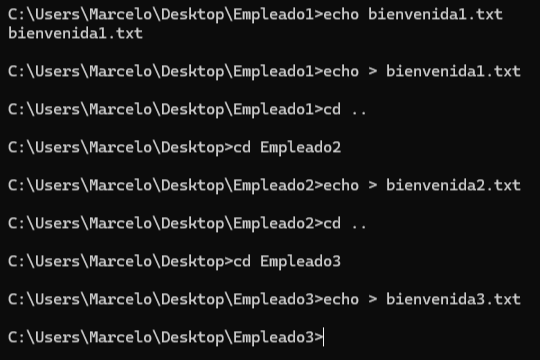 C:\Users\Marcelo\Desktop\Empleado1>echo bienvenida1.txt
bienvenida1.txt
C:\Users\Marcelo\Desktop\Empleado1>echo > bienvenida1.txt
C:\Users\Marcelo\Desktop\Empleado1>cd ..
C:\Users\Marcelo\Desktop>cd Empleado2
C:\Users\Marcelo\Desktop\Empleado2>echo > bienvenida2.txt
C:\Users\Marcelo\Desktop\Empleado2>cd ..
C:\Users\Marcelo\Desktop>cd Empleado3
C:\Users\Marcelo\Desktop\Empleado3>echo > bienvenida3.txt
C:\Users\Marcelo\Desktop\Empleado3>